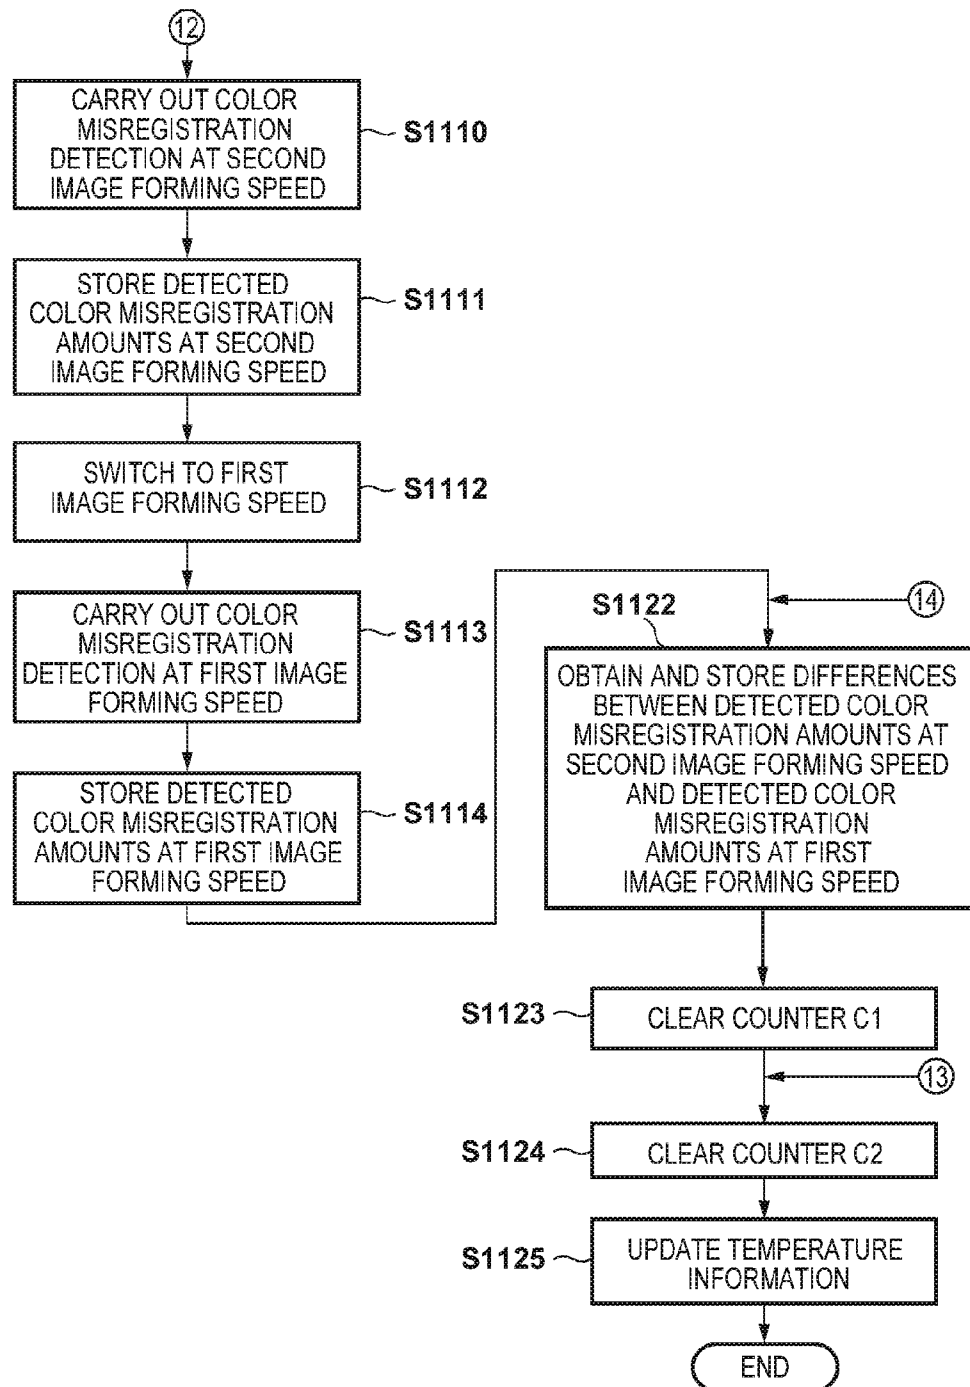 12
CARRY OUT COLOR
MISREGISTRATION
DETECTION AT SECOND
IMAGE FORMING SPEED
S1110
STORE DETECTED
COLOR MISREGISTRATION
AMOUNTS AT SECOND
IMAGE FORMING SPEED
S1111
SWITCH TO FIRST
IMAGE FORMING SPEED
S1112
CARRY OUT COLOR
MISREGISTRATION
DETECTION AT FIRST IMAGE
FORMING SPEED
S1113
STORE DETECTED
COLOR MISREGISTRATION
AMOUNTS AT FIRST IMAGE
FORMING SPEED
S1114
14
S1122
OBTAIN AND STORE DIFFERENCES
BETWEEN DETECTED COLOR
MISREGISTRATION AMOUNTS AT
SECOND IMAGE FORMING SPEED
AND DETECTED COLOR
MISREGISTRATION
AMOUNTS AT FIRST
IMAGE FORMING SPEED
S1123
CLEAR COUNTER C1
13
S1124
CLEAR COUNTER C2
S1125
UPDATE TEMPERATURE
INFORMATION
END